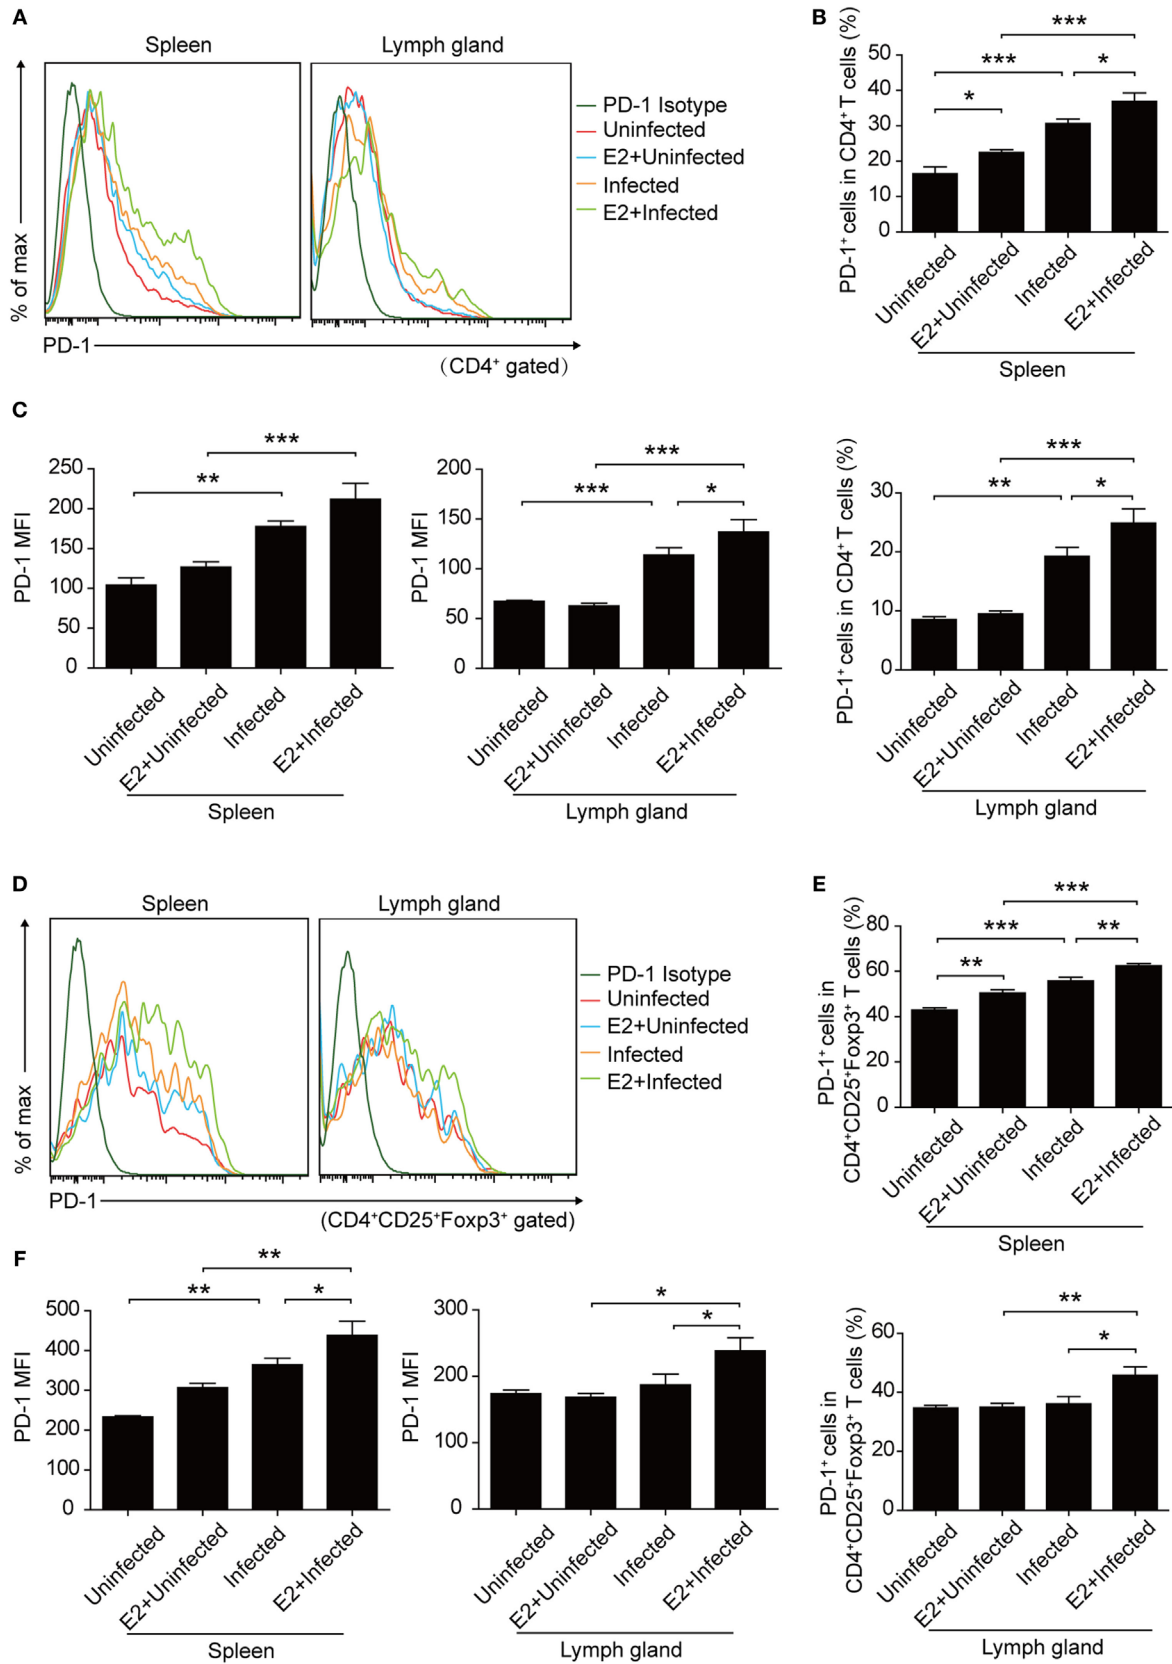 A
Spleen
Lymph gland
% of max
PD-1
(CD4⁺ gated)
PD-1 Isotype
Uninfected
E2+Uninfected
Infected
E2+Infected
B
PD-1⁺ cells in CD4⁺ T cells (%)
50
40
30
20
10
0
*
***
***
*
Uninfected
E2+Uninfected
Infected
E2+Infected
Spleen
PD-1⁺ cells in CD4⁺ T cells (%)
30
20
10
0
**
***
*
Uninfected
E2+Uninfected
Infected
E2+Infected
Lymph gland
C
PD-1 MFI
250
200
150
100
50
0
**
***
Uninfected
E2+Uninfected
Infected
E2+Infected
Spleen
PD-1 MFI
200
150
100
50
0
***
***
*
Uninfected
E2+Uninfected
Infected
E2+Infected
Lymph gland
D
Spleen
Lymph gland
% of max
PD-1
(CD4⁺CD25⁺Foxp3⁺ gated)
PD-1 Isotype
Uninfected
E2+Uninfected
Infected
E2+Infected
E
PD-1⁺ cells in
CD4⁺CD25⁺Foxp3⁺ T cells (%)
80
60
40
20
0
**
***
***
**
Uninfected
E2+Uninfected
Infected
E2+Infected
Spleen
PD-1⁺ cells in
CD4⁺CD25⁺Foxp3⁺ T cells (%)
60
40
20
0
**
*
Uninfected
E2+Uninfected
Infected
E2+Infected
Lymph gland
F
PD-1 MFI
500
400
300
200
100
0
**
**
*
Uninfected
E2+Uninfected
Infected
E2+Infected
Spleen
PD-1 MFI
300
200
100
0
*
*
Uninfected
E2+Uninfected
Infected
E2+Infected
Lymph gland